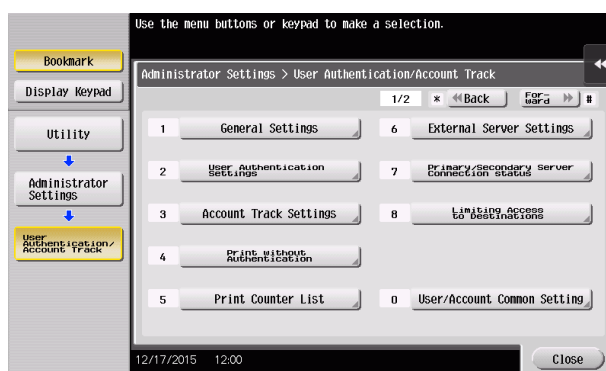 Use the menu buttons or keypad to make a selection.
Bookmark
Display Keypad
Utility
Administrator
Settings
User
Authentication/
Account Track
Administrator Settings > User Authentication/Account Track
1/2 * Back For-
ward #
1 General Settings
2 User Authentication
Settings
3 Account Track Settings
4 Print without
Authentication
5 Print Counter List
6 External Server Settings
7 Primary/Secondary Server
Connection status
8 Limiting Access
to Destinations
0 User/Account Common Setting
12/17/2015 12:00
Close